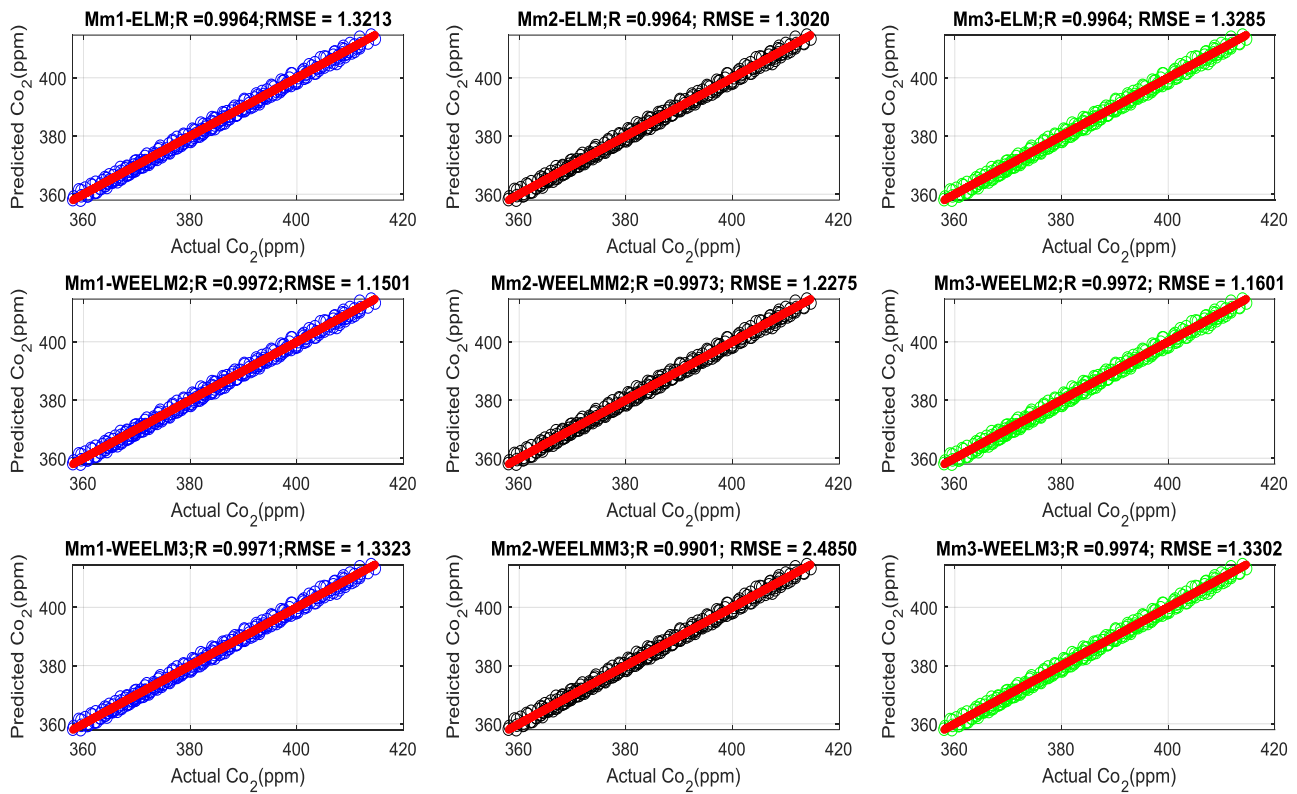 Mm1-ELM;R =0.9964;RMSE = 1.3213
Predicted Co2(ppm)
400
380
360
360 380 400 420
Actual Co2(ppm)
Mm2-ELM;R =0.9964; RMSE = 1.3020
Predicted Co2(ppm)
400
380
360
360 380 400 420
Actual Co2(ppm)
Mm3-ELM;R =0.9964; RMSE = 1.3285
Predicted Co2(ppm)
400
380
360
360 380 400 420
Actual Co2(ppm)
Mm1-WEELM2;R =0.9972;RMSE = 1.1501
Predicted Co2(ppm)
400
380
360
360 380 400 420
Actual Co2(ppm)
Mm2-WEELMM2;R =0.9973; RMSE = 1.2275
Predicted Co2(ppm)
400
380
360
360 380 400 420
Actual Co2(ppm)
Mm3-WEELM2;R =0.9972; RMSE = 1.1601
Predicted Co2(ppm)
400
380
360
360 380 400 420
Actual Co2(ppm)
Mm1-WEELM3;R =0.9971;RMSE = 1.3323
Predicted Co2(ppm)
400
380
360
360 380 400 420
Actual Co2(ppm)
Mm2-WEELMM3;R =0.9901; RMSE = 2.4850
Predicted Co2(ppm)
400
380
360
360 380 400 420
Actual Co2(ppm)
Mm3-WEELM3;R =0.9974; RMSE =1.3302
Predicted Co2(ppm)
400
380
360
360 380 400 420
Actual Co2(ppm)